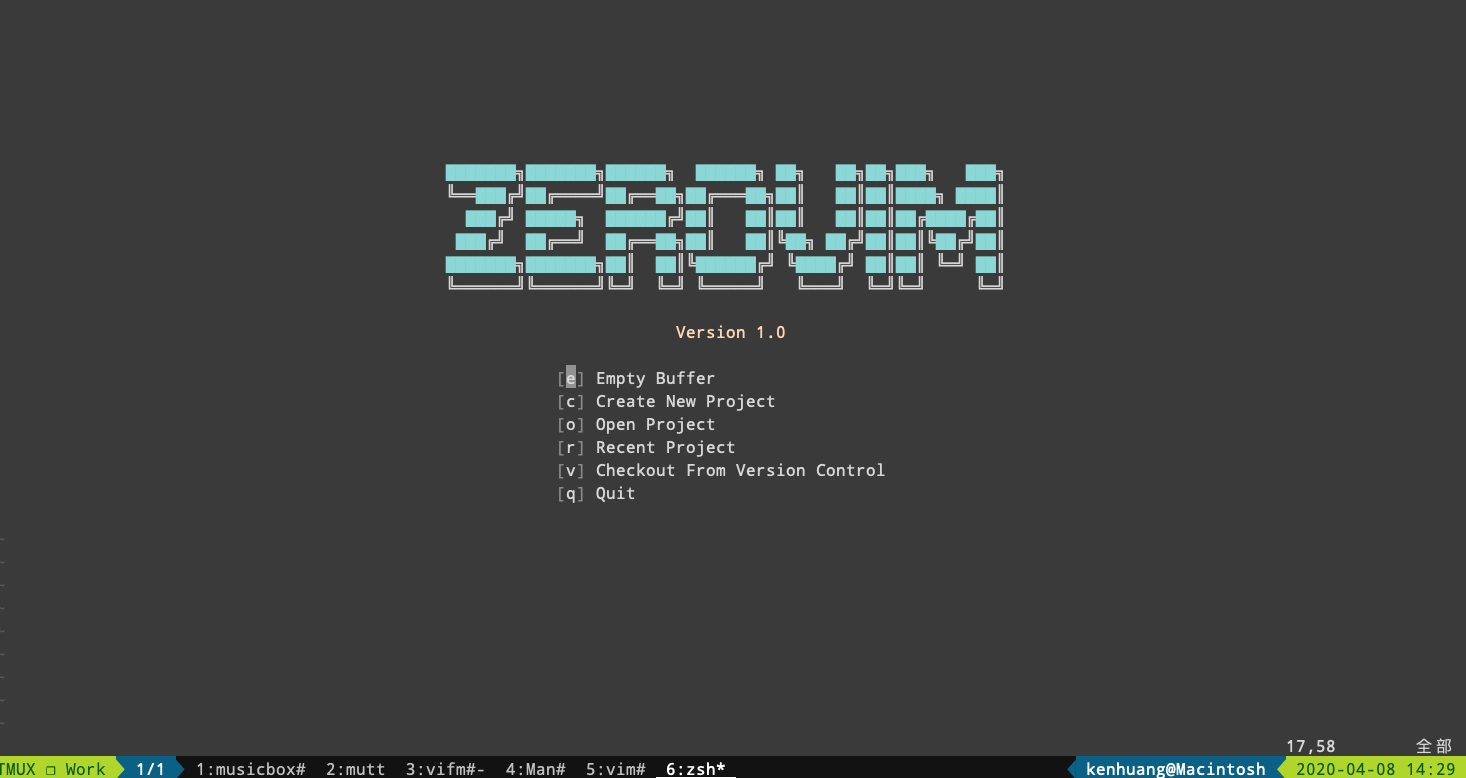 ZEROVIM
Version 1.0
[e] Empty Buffer
[c] Create New Project
[o] Open Project
[r] Recent Project
[v] Checkout From Version Control
[q] Quit
~
~
~
~
~
~
~
~
~
17,58 全部
TMUX ❐ Work 1/1 1:musicbox# 2:mutt 3:vifm#- 4:Man# 5:vim# 6:zsh* kenhuang@Macintosh 2020-04-08 14:29